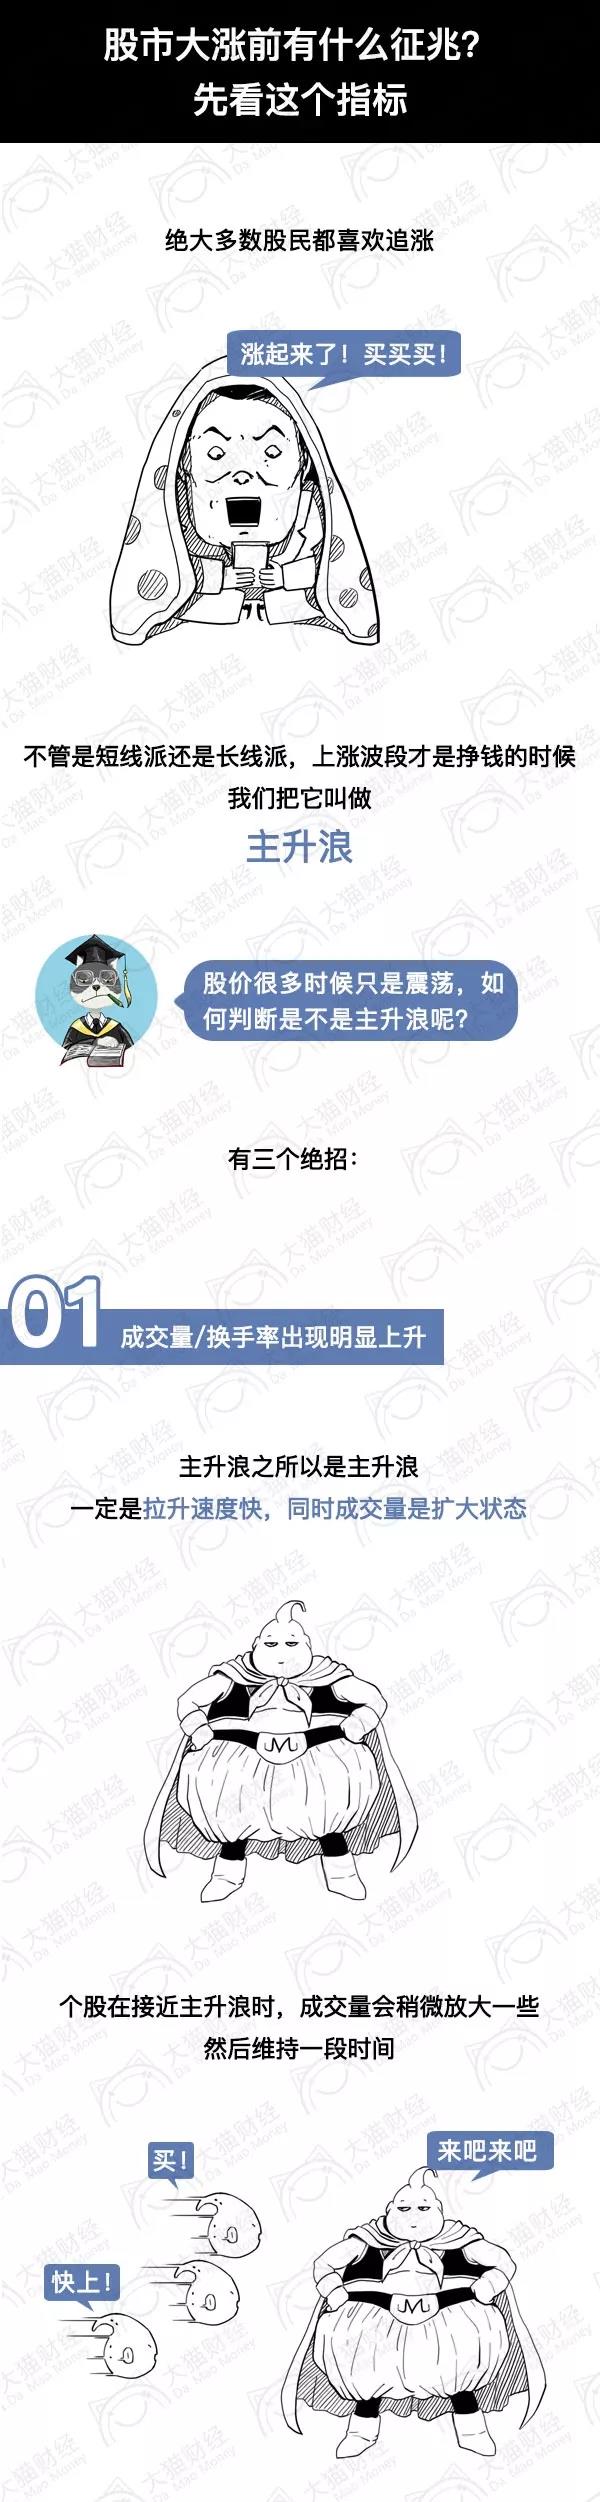 股市大涨前有什么征兆？
先看这个指标
绝大多数股民都喜欢追涨
涨起来了！买买买！
不管是短线派还是长线派，上涨波段才是挣钱的时候
我们把它叫做
主升浪
股价很多时候只是震荡，如
何判断是不是主升浪呢？
有三个绝招：
01 成交量/换手率出现明显上升
主升浪之所以是主升浪
一定是拉升速度快，同时成交量是扩大状态
M
个股在接近主升浪时，成交量会稍微放大一些
然后维持一段时间
买！
来吧来吧
快上！
M
大猫财经
Da Mao Money